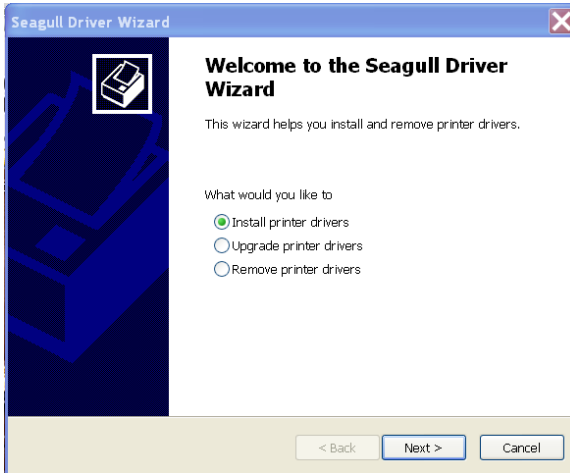 Seagull Driver Wizard
Welcome to the Seagull Driver
Wizard
This wizard helps you install and remove printer drivers.
What would you like to
Install printer drivers
Upgrade printer drivers
Remove printer drivers
< Back Next > Cancel